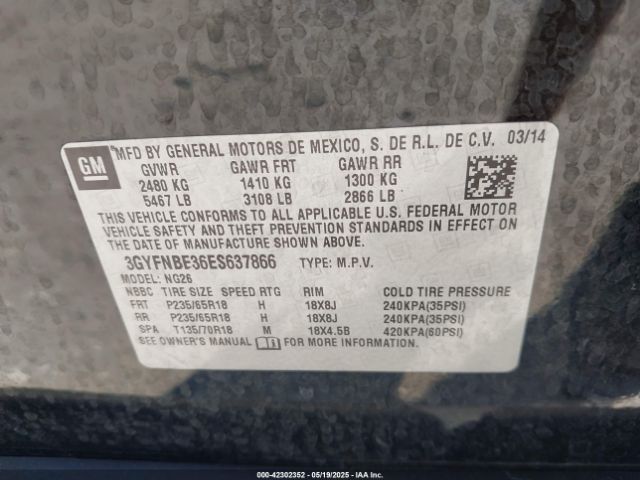 GM
MFD BY GENERAL MOTORS DE MEXICO, S. DE R.L. DE C.V. 03/14
GVWR GAWR FRT GAWR RR
2480 KG 1410 KG 1300 KG
5467 LB 3108 LB 2866 LB
THIS VEHICLE CONFORMS TO ALL APPLICABLE U.S. FEDERAL MOTOR
VEHICLE SAFETY AND THEFT PREVENTION STANDARDS IN EFFECT ON
THE DATE OF MANUFACTURE SHOWN ABOVE.
3GYFNBE36ES637866 TYPE: M.P.V.
MODEL: NG26
NBBC TIRE SIZE SPEED RTG RIM COLD TIRE PRESSURE
FRT P235/65R18 H 18X8J 240KPA(35PSI)
RR P235/65R18 H 18X8J 240KPA(35PSI)
SPA T135/70R18 M 18X4.5B 420KPA(60PSI)
SEE OWNER'S MANUAL FOR MORE INFORMATION.
000-42302352 | 05/19/2025 | Copyright IAA, Inc.